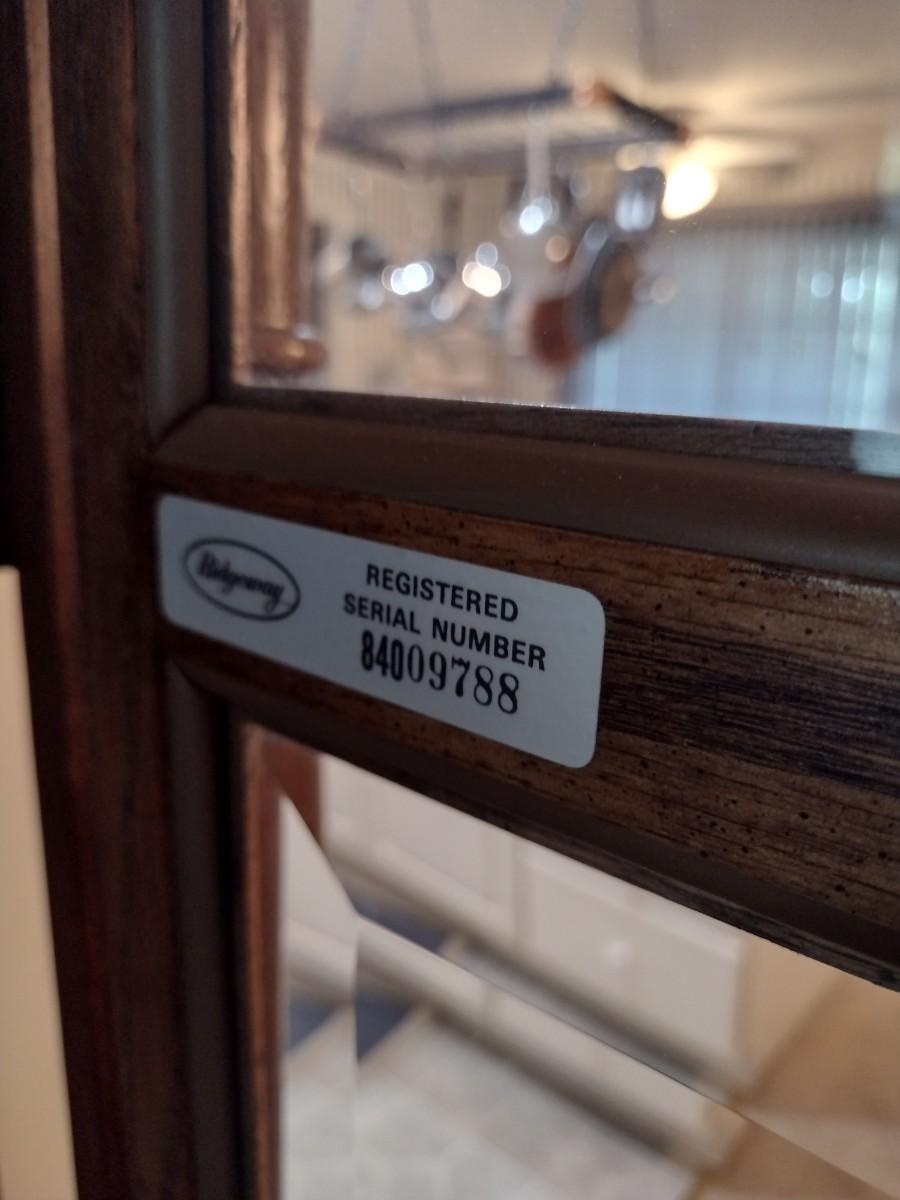 Ridgeway
REGISTERED
SERIAL NUMBER
84009788